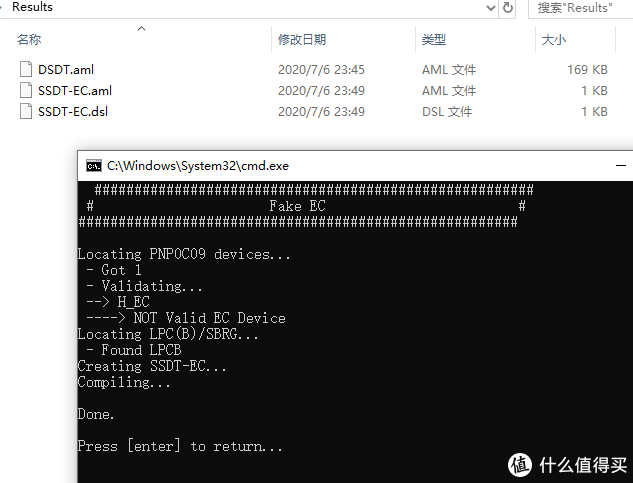 Results
搜索"Results"
名称 修改日期 类型 大小
DSDT.aml 2020/7/6 23:45 AML 文件 169 KB
SSDT-EC.aml 2020/7/6 23:49 AML 文件 1 KB
SSDT-EC.dsl 2020/7/6 23:49 DSL 文件 1 KB
C:\Windows\System32\cmd.exe
#######################################################
# Fake EC #
#######################################################
Locating PNP0C09 devices...
- Got 1
- Validating...
--> H_EC
----> NOT Valid EC Device
Locating LPC(B)/SBRG...
- Found LPCB
Creating SSDT-EC...
Compiling...
Done.
Press [enter] to return...
值 什么值得买